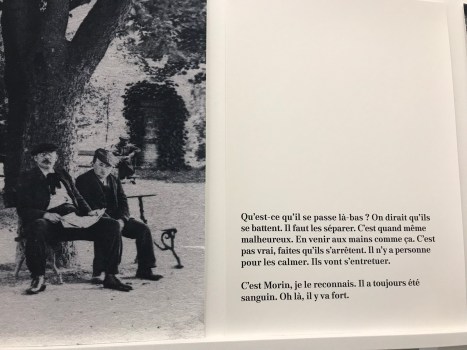 Qu'est-ce qu'il se passe là-bas ? On dirait qu'ils
se battent. Il faut les séparer. C'est quand même
malheureux. En venir aux mains comme ça. C'est
pas vrai, faites qu'ils s'arrêtent. Il n'y a personne
pour les calmer. Ils vont s'entretuer.
C'est Morin, je le reconnais. Il a toujours été
sanguin. Oh là, il y va fort.